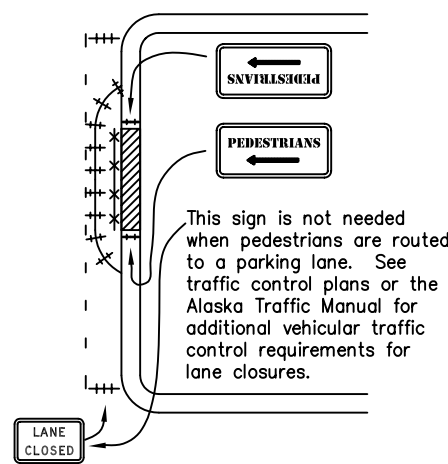 PEDESTRIANS
PEDESTRIANS
This sign is not needed
when pedestrians are routed
to a parking lane. See
traffic control plans or the
Alaska Traffic Manual for
additional vehicular traffic
control requirements for
lane closures.
LANE
CLOSED